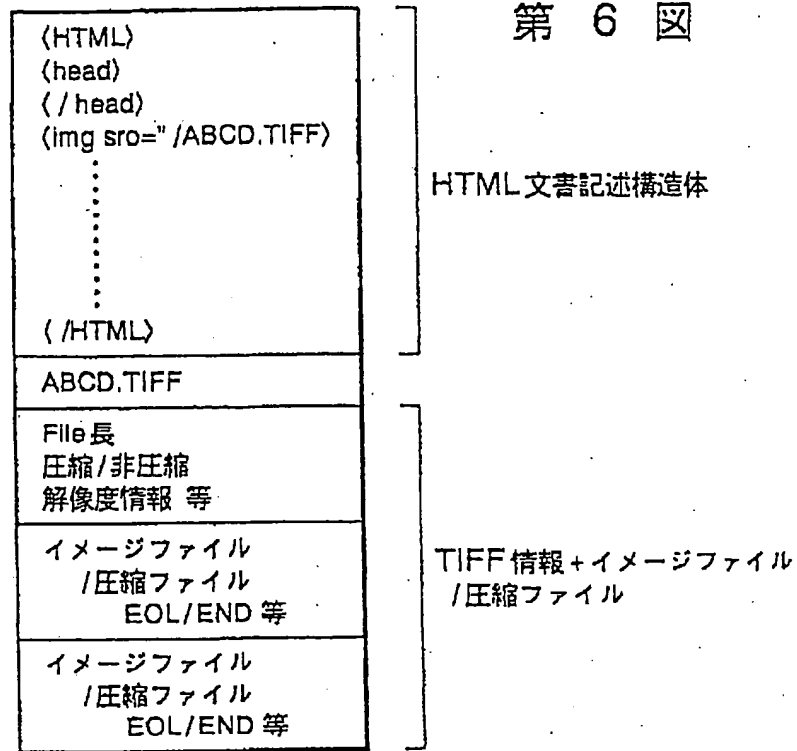 第 6 図
〈HTML〉
〈head〉
〈 / head〉
〈img sro=" /ABCD.TIFF〉
〈 /HTML〉
HTML文書記述構造体
ABCD.TIFF
File長
圧縮/非圧縮
解像度情報 等
イメージファイル
/圧縮ファイル
EOL/END 等
イメージファイル
/圧縮ファイル
EOL/END 等
TIFF情報+イメージファイル
/圧縮ファイル